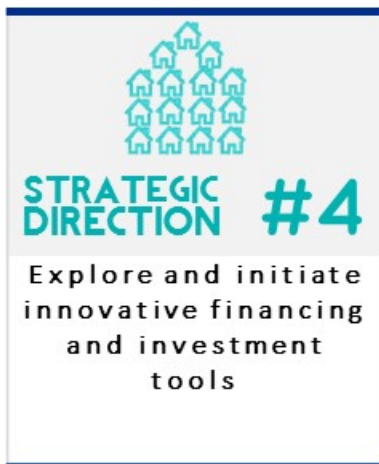 STRATEGIC
DIRECTION #4
Explore and initiate
innovative financing
and investment
tools